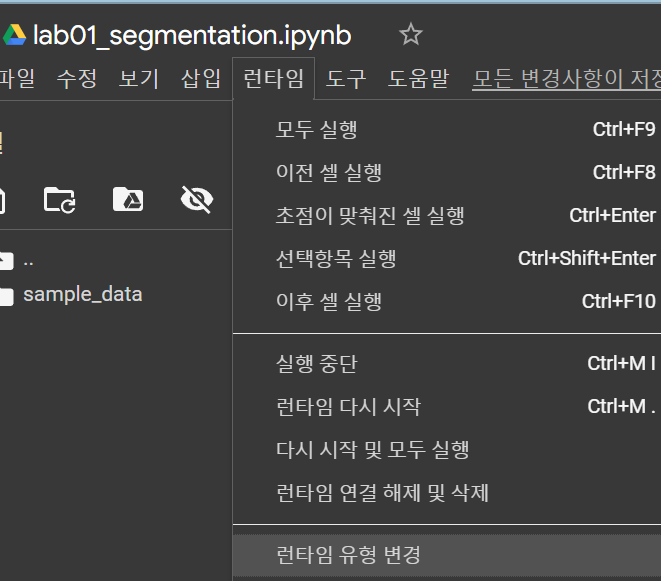 lab01_segmentation.ipynb
파일 수정 보기 삽입 런타임 도구 도움말 모든 변경사항이
모두 실행 Ctrl+F9
이전 셀 실행 Ctrl+F8
초점이 맞춰진 셀 실행 Ctrl+Enter
선택항목 실행 Ctrl+Shift+Enter
이후 셀 실행 Ctrl+F10
..
sample_data
실행 중단 Ctrl+M I
런타임 다시 시작 Ctrl+M .
다시 시작 및 모두 실행
런타임 연결 해제 및 삭제
런타임 유형 변경